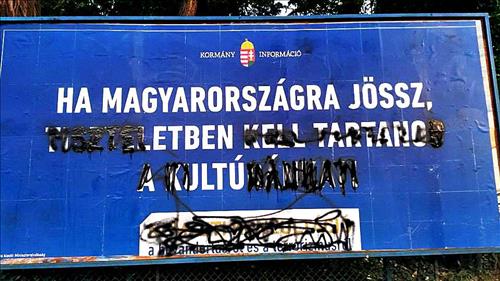 KORMÁNY INFORMÁCIÓ
HA MAGYARORSZÁGRA JÖSSZ,
TISZTELETBEN KELL TARTANOD
A KULTÚRÁNKAT!